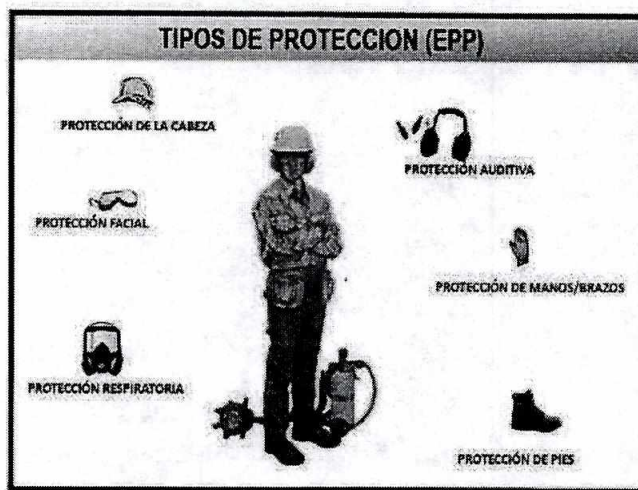 TIPOS DE PROTECCION (EPP)
PROTECCIÓN DE LA CABEZA
PROTECCIÓN AUDITIVA
PROTECCIÓN FACIAL
PROTECCIÓN DE MANOS/BRAZOS
PROTECCIÓN RESPIRATORIA
PROTECCIÓN DE PIES